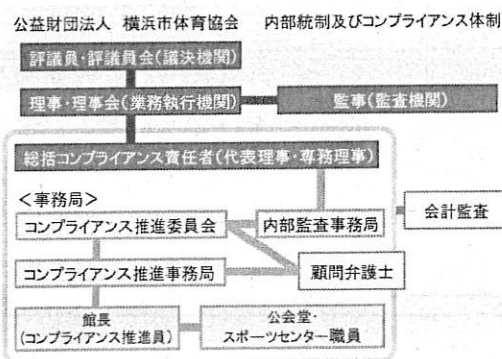 公益財団法人 横浜市体育協会 内部統制及びコンプライアンス体制
評議員・評議員会(議決機関)
理事・理事会(業務執行機関) 監事(監査機関)
総括コンプライアンス責任者(代表理事・専務理事)
<事務局>
コンプライアンス推進委員会 内部監査事務局 会計監査
コンプライアンス推進事務局 顧問弁護士
館長
(コンプライアンス推進員)
公会堂・
スポーツセンター職員